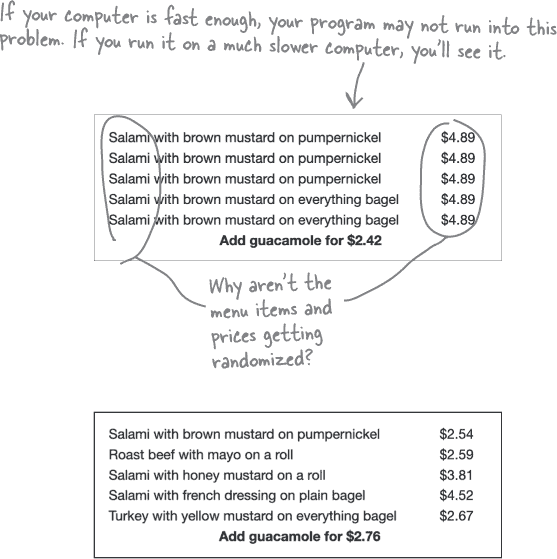 If your computer is fast enough, your program may not run into this
problem. If you run it on a much slower computer, you'll see it.
Salami with brown mustard on pumpernickel $4.89
Salami with brown mustard on pumpernickel $4.89
Salami with brown mustard on pumpernickel $4.89
Salami with brown mustard on everything bagel $4.89
Salami with brown mustard on everything bagel $4.89
Add guacamole for $2.42
Why aren't the
menu items and
prices getting
randomized?
Salami with brown mustard on pumpernickel $2.54
Roast beef with mayo on a roll $2.59
Salami with honey mustard on a roll $3.81
Salami with french dressing on plain bagel $4.52
Turkey with yellow mustard on everything bagel $2.67
Add guacamole for $2.76